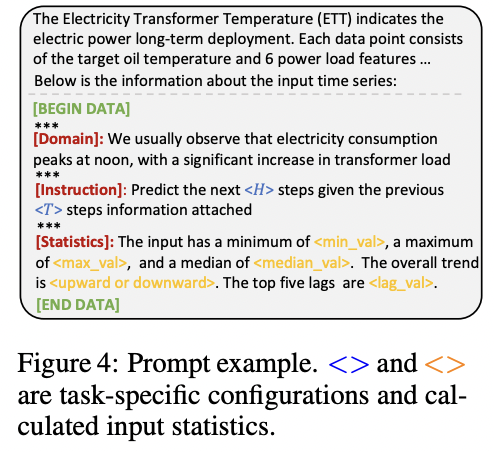 The Electricity Transformer Temperature (ETT) indicates the
electric power long-term deployment. Each data point consists
of the target oil temperature and 6 power load features ...
Below is the information about the input time series:
[BEGIN DATA]
***
[Domain]: We usually observe that electricity consumption
peaks at noon, with a significant increase in transformer load
***
[Instruction]: Predict the next <H> steps given the previous
<T> steps information attached
***
[Statistics]: The input has a minimum of <min_val>, a maximum
of <max_val>, and a median of <median_val>. The overall trend
is <upward or downward>. The top five lags are <lag_val>.
[END DATA]
Figure 4: Prompt example. <> and <>
are task-specific configurations and cal-
culated input statistics.